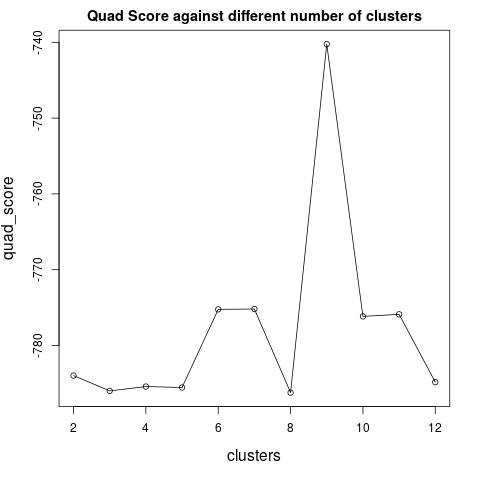 Quad Score against different number of clusters
-740
-750
-760
-770
-780
quad_score
2 4 6 8 10 12
clusters